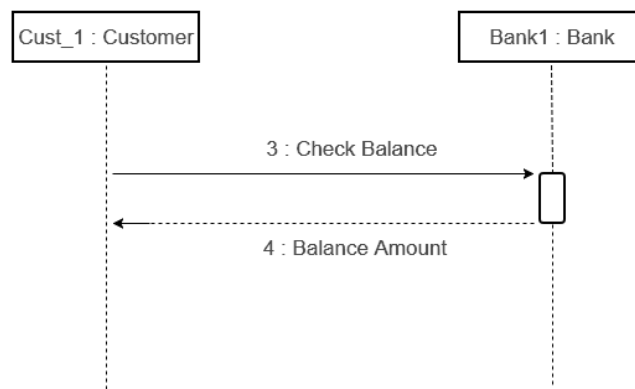 Cust_1 : Customer
Bank1 : Bank
3 : Check Balance
4 : Balance Amount